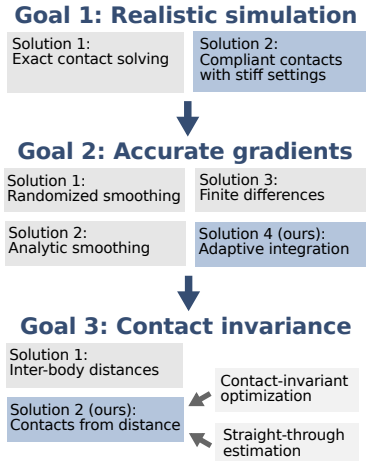 Goal 1: Realistic simulation
Solution 1:
Exact contact solving
Solution 2:
Compliant contacts
with stiff settings
Goal 2: Accurate gradients
Solution 1:
Randomized smoothing
Solution 3:
Finite differences
Solution 2:
Analytic smoothing
Solution 4 (ours):
Adaptive integration
Goal 3: Contact invariance
Solution 1:
Inter-body distances
Solution 2 (ours):
Contacts from distance
Contact-invariant
optimization
Straight-through
estimation